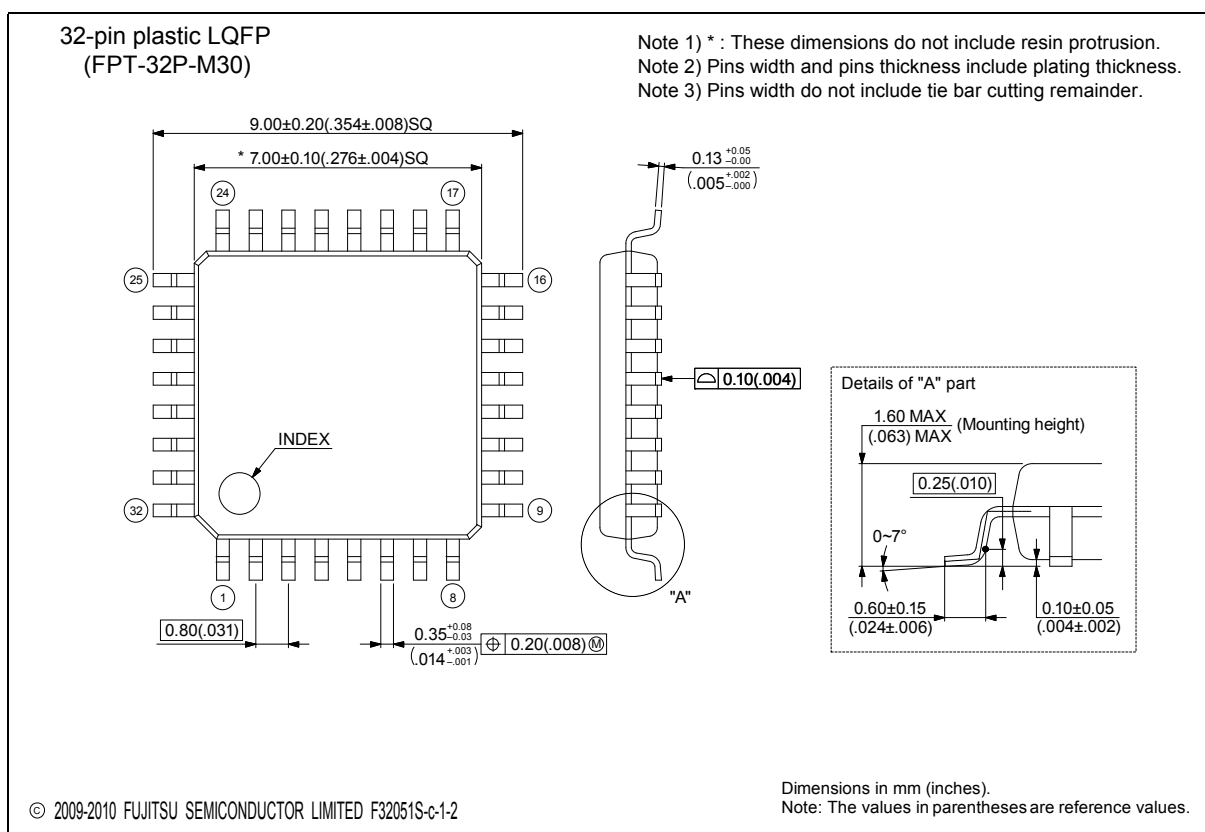 32-pin plastic LQFP
(FPT-32P-M30)
Note 1) * : These dimensions do not include resin protrusion.
Note 2) Pins width and pins thickness include plating thickness.
Note 3) Pins width do not include tie bar cutting remainder.
9.00±0.20(.354±.008)SQ
* 7.00±0.10(.276±.004)SQ
0.13 +0.05 −0.00
(.005 +.002 −.000)
24
17
25
16
0.10(.004)
INDEX
32
9
1
8
"A"
0.80(.031)
0.35 +0.08 −0.03
(.014 +.003 −.001)
⌖ 0.20(.008) Ⓜ
Details of "A" part
1.60 MAX
(.063) MAX
(Mounting height)
0.25(.010)
0~7°
0.60±0.15
(.024±.006)
0.10±0.05
(.004±.002)
© 2009-2010 FUJITSU SEMICONDUCTOR LIMITED F32051S-c-1-2
Dimensions in mm (inches).
Note: The values in parentheses are reference values.